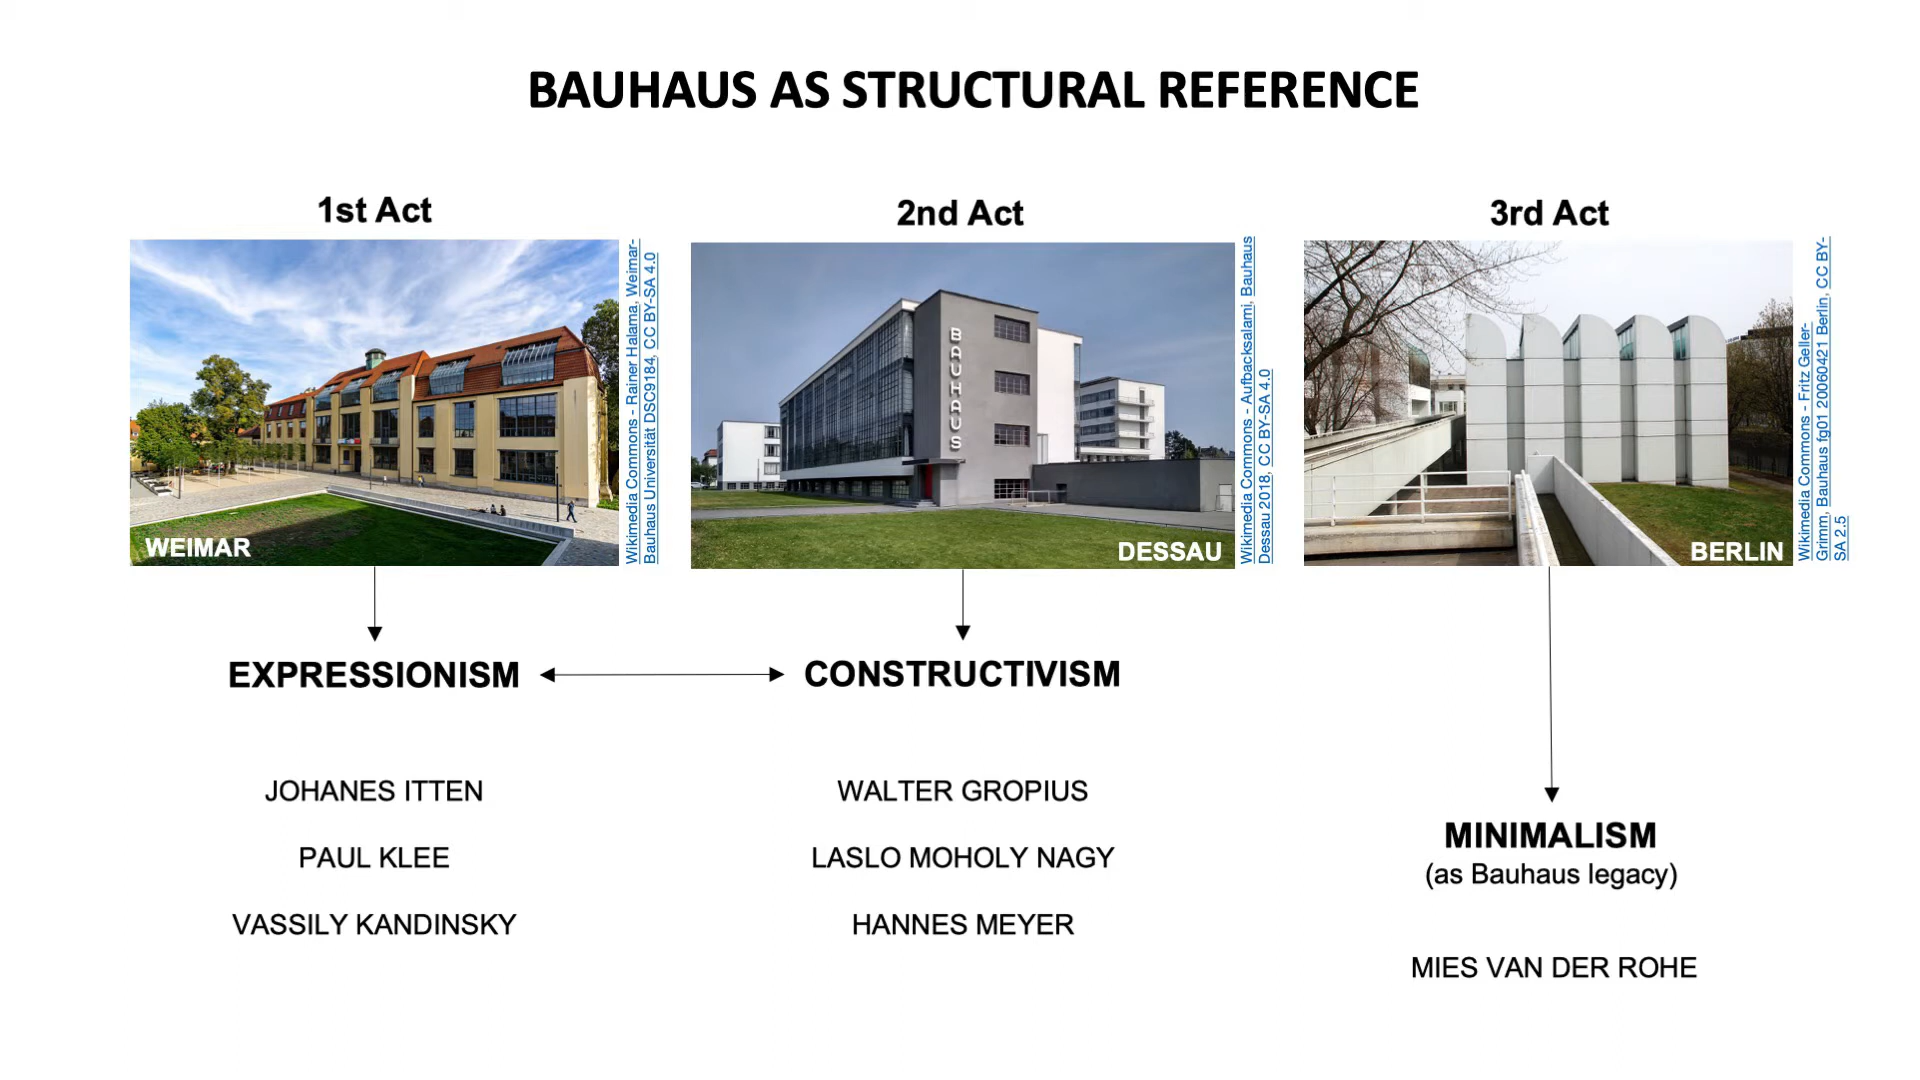 BAUHAUS AS STRUCTURAL REFERENCE
1st Act
WEIMAR
Wikimedia Commons - Rainer Halama, Weimar-
Bauhaus Universität DSC9184, CC BY-SA 4.0
EXPRESSIONISM
JOHANES ITTEN
PAUL KLEE
VASSILY KANDINSKY
2nd Act
BAUHAUS
DESSAU
Wikimedia Commons - Aufbacksalami, Bauhaus
Dessau 2018, CC BY-SA 4.0
CONSTRUCTIVISM
WALTER GROPIUS
LASLO MOHOLY NAGY
HANNES MEYER
3rd Act
BERLIN
Wikimedia Commons - Fritz Geller-
Grimm, Bauhaus fg01 20060421 Berlin, CC BY-
SA 2.5
MINIMALISM
(as Bauhaus legacy)
MIES VAN DER ROHE